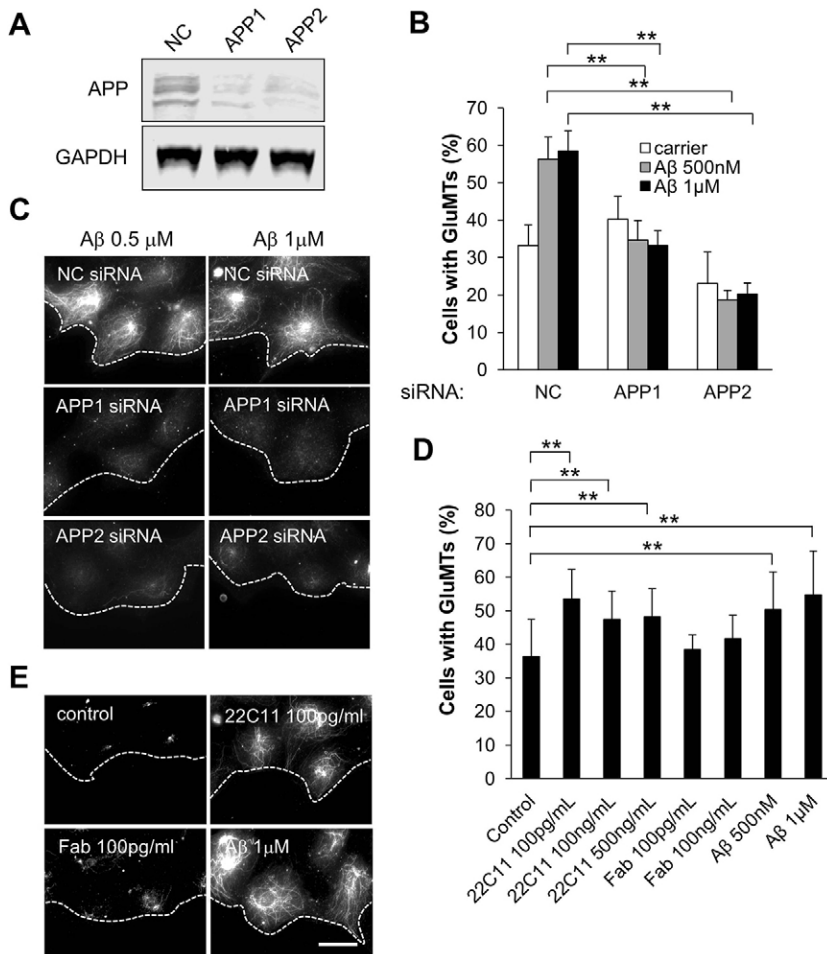 A
NC APP1 APP2
APP
GAPDH
B
** 
**
**
**
Cells with GluMTs (%)
70
60
50
40
30
20
10
0
carrier
Aβ 500nM
Aβ 1μM
siRNA: NC APP1 APP2
C
Aβ 0.5 μM Aβ 1μM
NC siRNA NC siRNA
APP1 siRNA APP1 siRNA
APP2 siRNA APP2 siRNA
D
**
**
**
**
**
Cells with GluMTs (%)
80
70
60
50
40
30
20
10
0
Control
22C11 100pg/mL
22C11 100ng/mL
22C11 500ng/mL
Fab 100pg/mL
Fab 100ng/mL
Aβ 500nM
Aβ 1μM
E
control 22C11 100pg/ml
Fab 100pg/ml Aβ 1μM